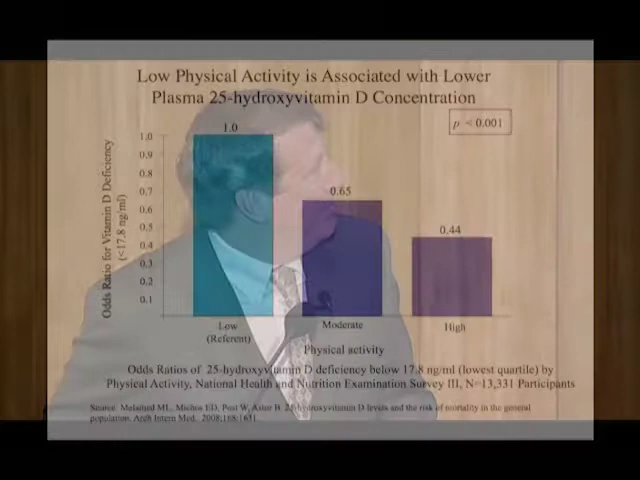 Low Physical Activity is Associated with Lower
Plasma 25-hydroxyvitamin D Concentration
p < 0.001
Odds Ratio for Vitamin D Deficiency
(<17.8 ng/ml)
1.0
0.9
0.8
0.7
0.6
0.5
0.4
0.3
0.2
0.1
1.0
0.65
0.44
Low
(Referent)
Moderate
High
Physical activity
Odds Ratios of 25-hydroxyvitamin D deficiency below 17.8 ng/ml (lowest quartile) by
Physical Activity, National Health and Nutrition Examination Survey III, N=13,331 Participants
Source: Melamed ML, Michos ED, Post W, Astor B. 25-hydroxyvitamin D levels and the risk of mortality in the general
population. Arch Intern Med. 2008;168:1631.